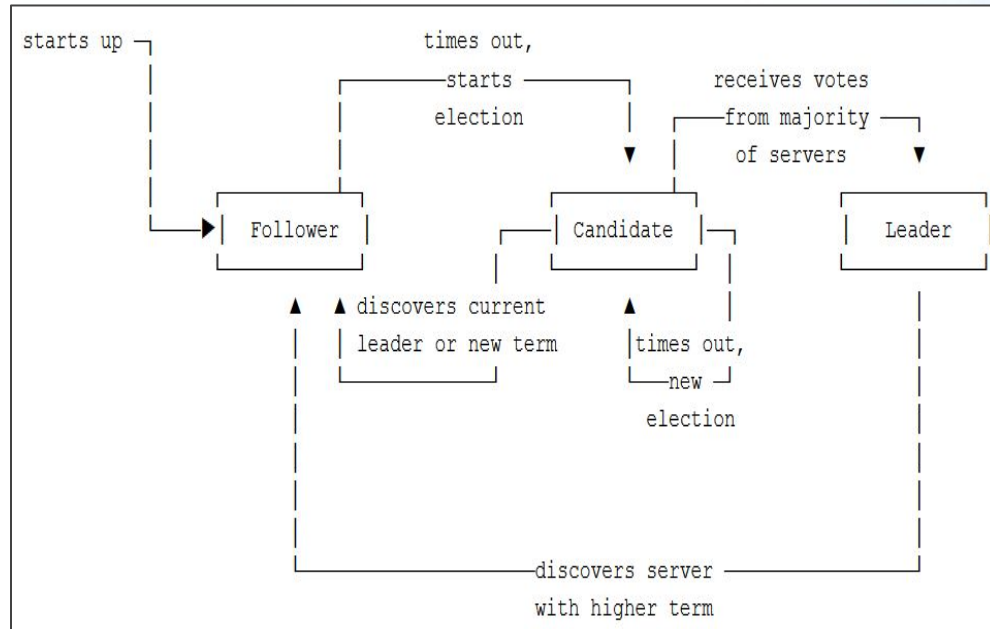 starts up
times out,
starts
election
receives votes
from majority
of servers
Follower
Candidate
Leader
discovers current
leader or new term
times out,
new
election
discovers server
with higher term